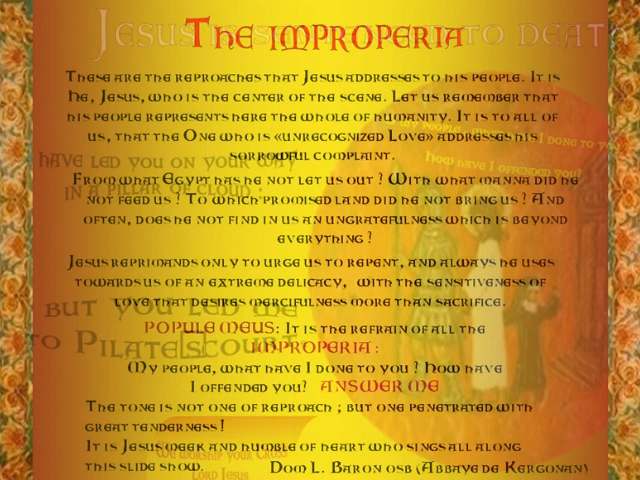 Jesus is sentenced to death
The Improperia
These are the reproaches that Jesus addresses to his people. It is
He, Jesus, who is the center of the scene. Let us remember that
his people represents here the whole of humanity. It is to all of
us, that the One who is «unrecognized Love» addresses his
sorrowful complaint.
my people, what have I done to you
How have I offended you?
have led you on your way
in a pillar of cloud ;
From what Egypt has he not let us out ? With what manna did he
not feed us ? To which promised land did he not bring us ? And
often, does he not find in us an ungratefulness which is beyond
everything ?
Jesus reprimands only to urge us to repent, and always he uses
towards us of an extreme delicacy, with the sensitiveness of
love that desires mercifulness more than sacrifice.
but you led me
to Pilate's court
POPULE MEUS: It is the refrain of all the
improperia :
My people, what have I done to you ? How have
I offended you? ANSWER ME
The tone is not one of reproach ; but one penetrated with
great tenderness !
It is Jesus meek and humble of heart who sings all along
this slide show.
We worship your Cross
Lord Jesus
Dom L. Baron osb (Abbaye de Kergonan)